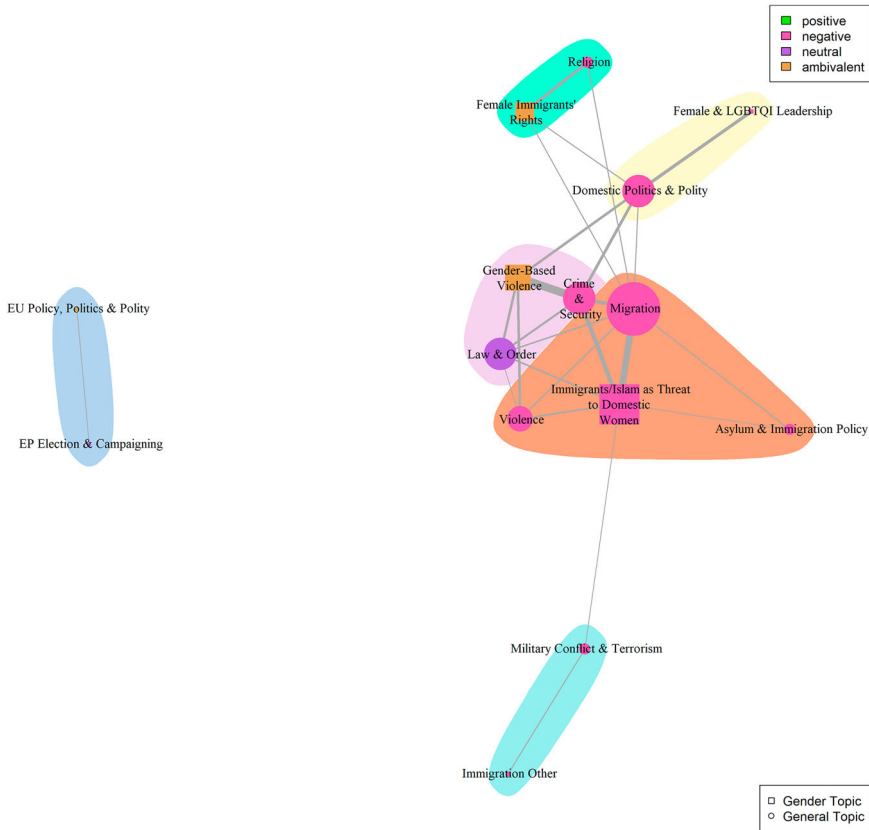 positive
negative
neutral
ambivalent
Religion
Female Immigrants'
Rights
Female & LGBTQI Leadership
Domestic Politics & Polity
Gender-Based
Violence
Crime
&
Security
Migration
EU Policy, Politics & Polity
Law & Order
Immigrants/Islam as Threat
to Domestic
Women
Violence
Asylum & Immigration Policy
EP Election & Campaigning
Military Conflict & Terrorism
Immigration Other
Gender Topic
General Topic